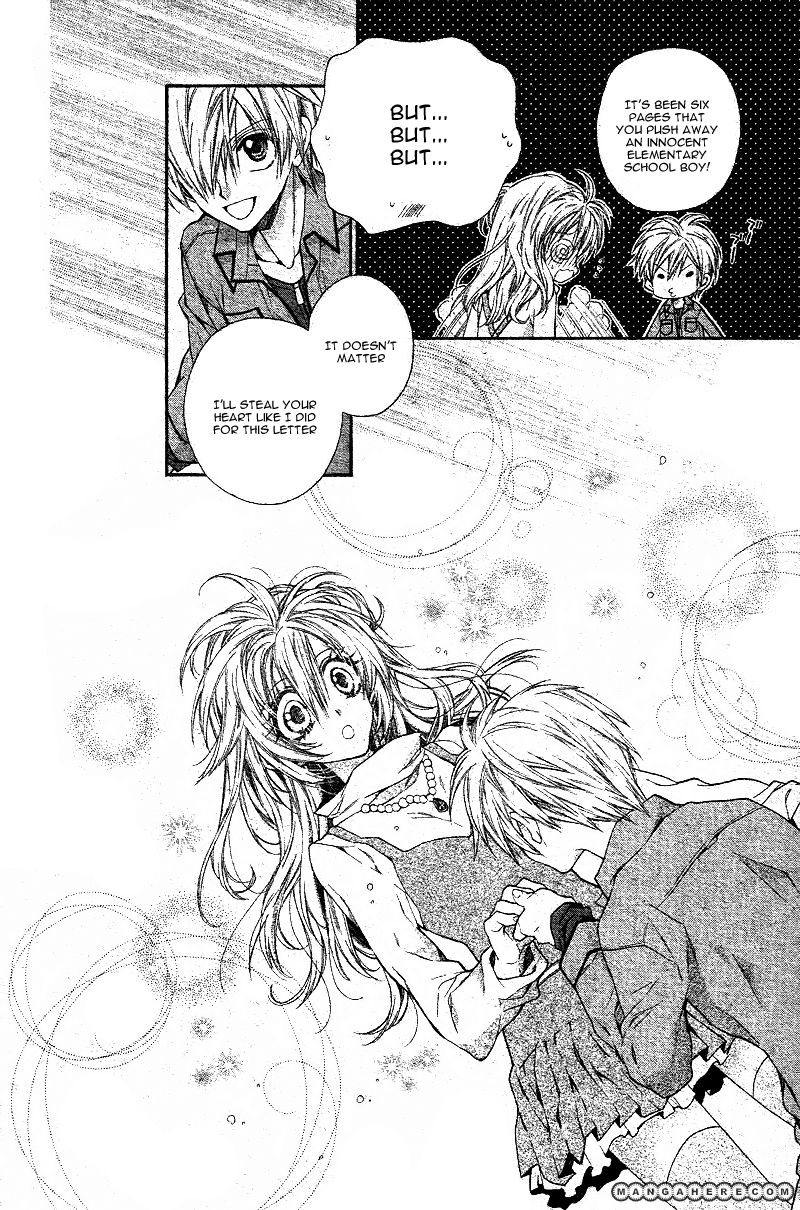 IT'S BEEN SIX
PAGES THAT
YOU PUSH AWAY
AN INNOCENT
ELEMENTARY
SCHOOL BOY!
BUT...
BUT...
BUT...
IT DOESN'T
MATTER
I'LL STEAL YOUR
HEART LIKE I DID
FOR THIS LETTER
MANGAHERE.COM